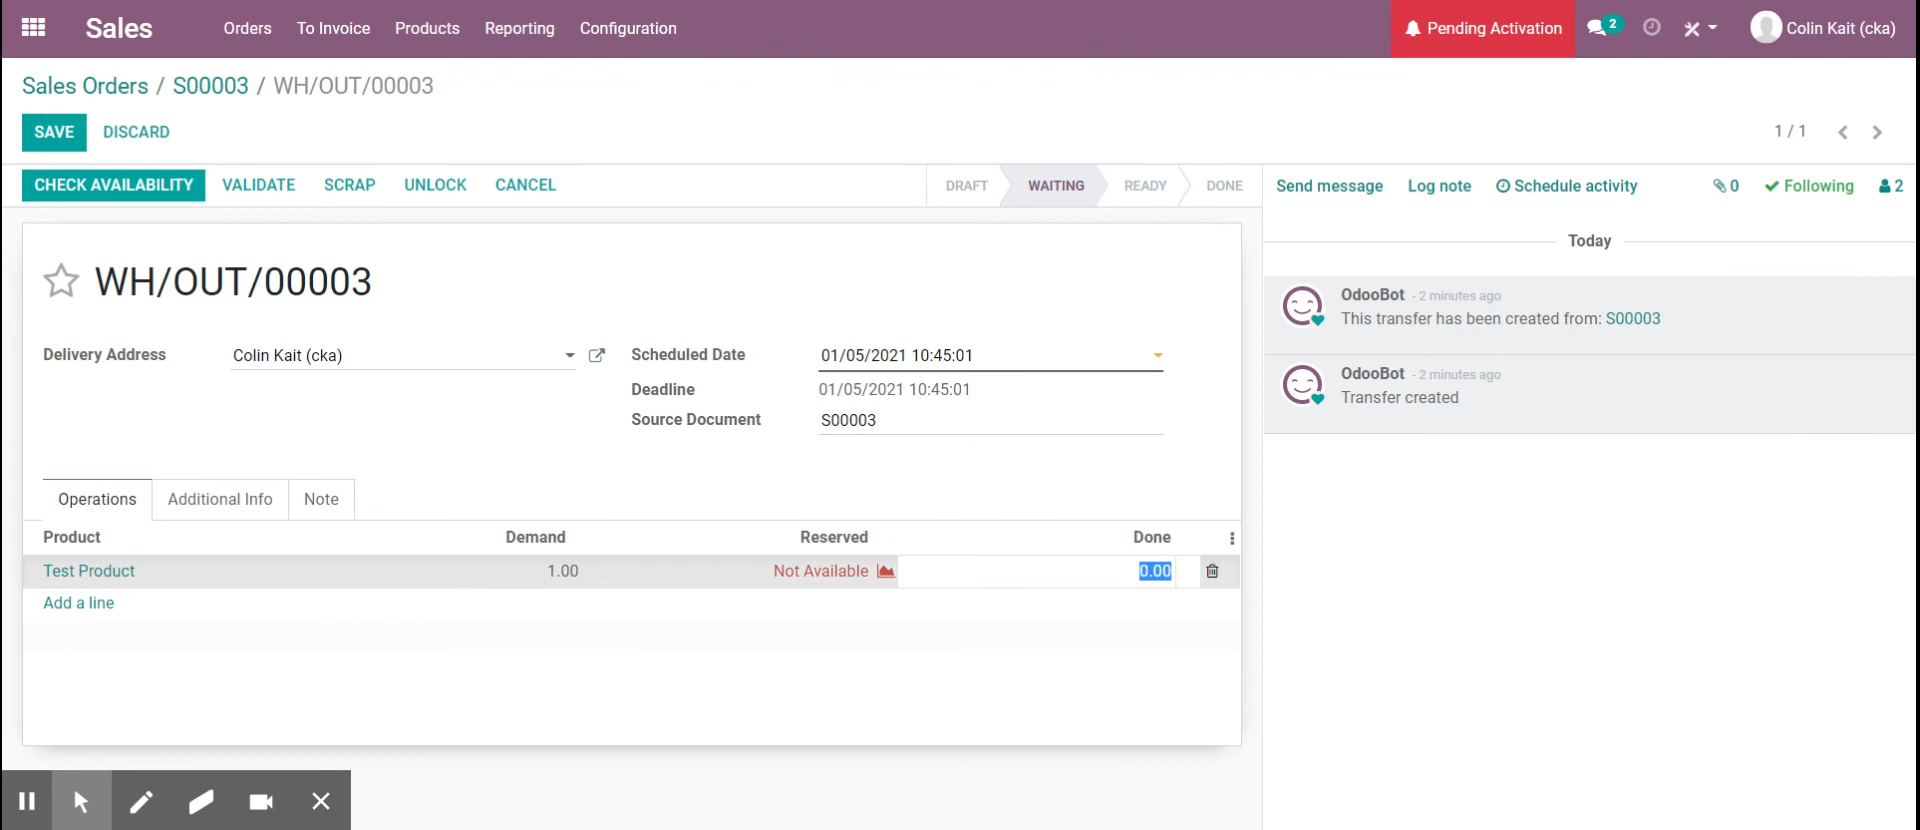 Sales Orders To Invoice Products Reporting Configuration Pending Activation 2 Colin Kait (cka)
Sales Orders / S00003 / WH/OUT/00003
SAVE DISCARD 1 / 1
CHECK AVAILABILITY VALIDATE SCRAP UNLOCK CANCEL DRAFT WAITING READY DONE Send message Log note Schedule activity 0 Following 2
Today
WH/OUT/00003
OdooBot - 2 minutes ago
This transfer has been created from: S00003
Delivery Address Colin Kait (cka) Scheduled Date 01/05/2021 10:45:01
Deadline 01/05/2021 10:45:01
Source Document S00003
OdooBot - 2 minutes ago
Transfer created
Operations Additional Info Note
Product Demand Reserved Done
Test Product 1.00 Not Available 0.00
Add a line